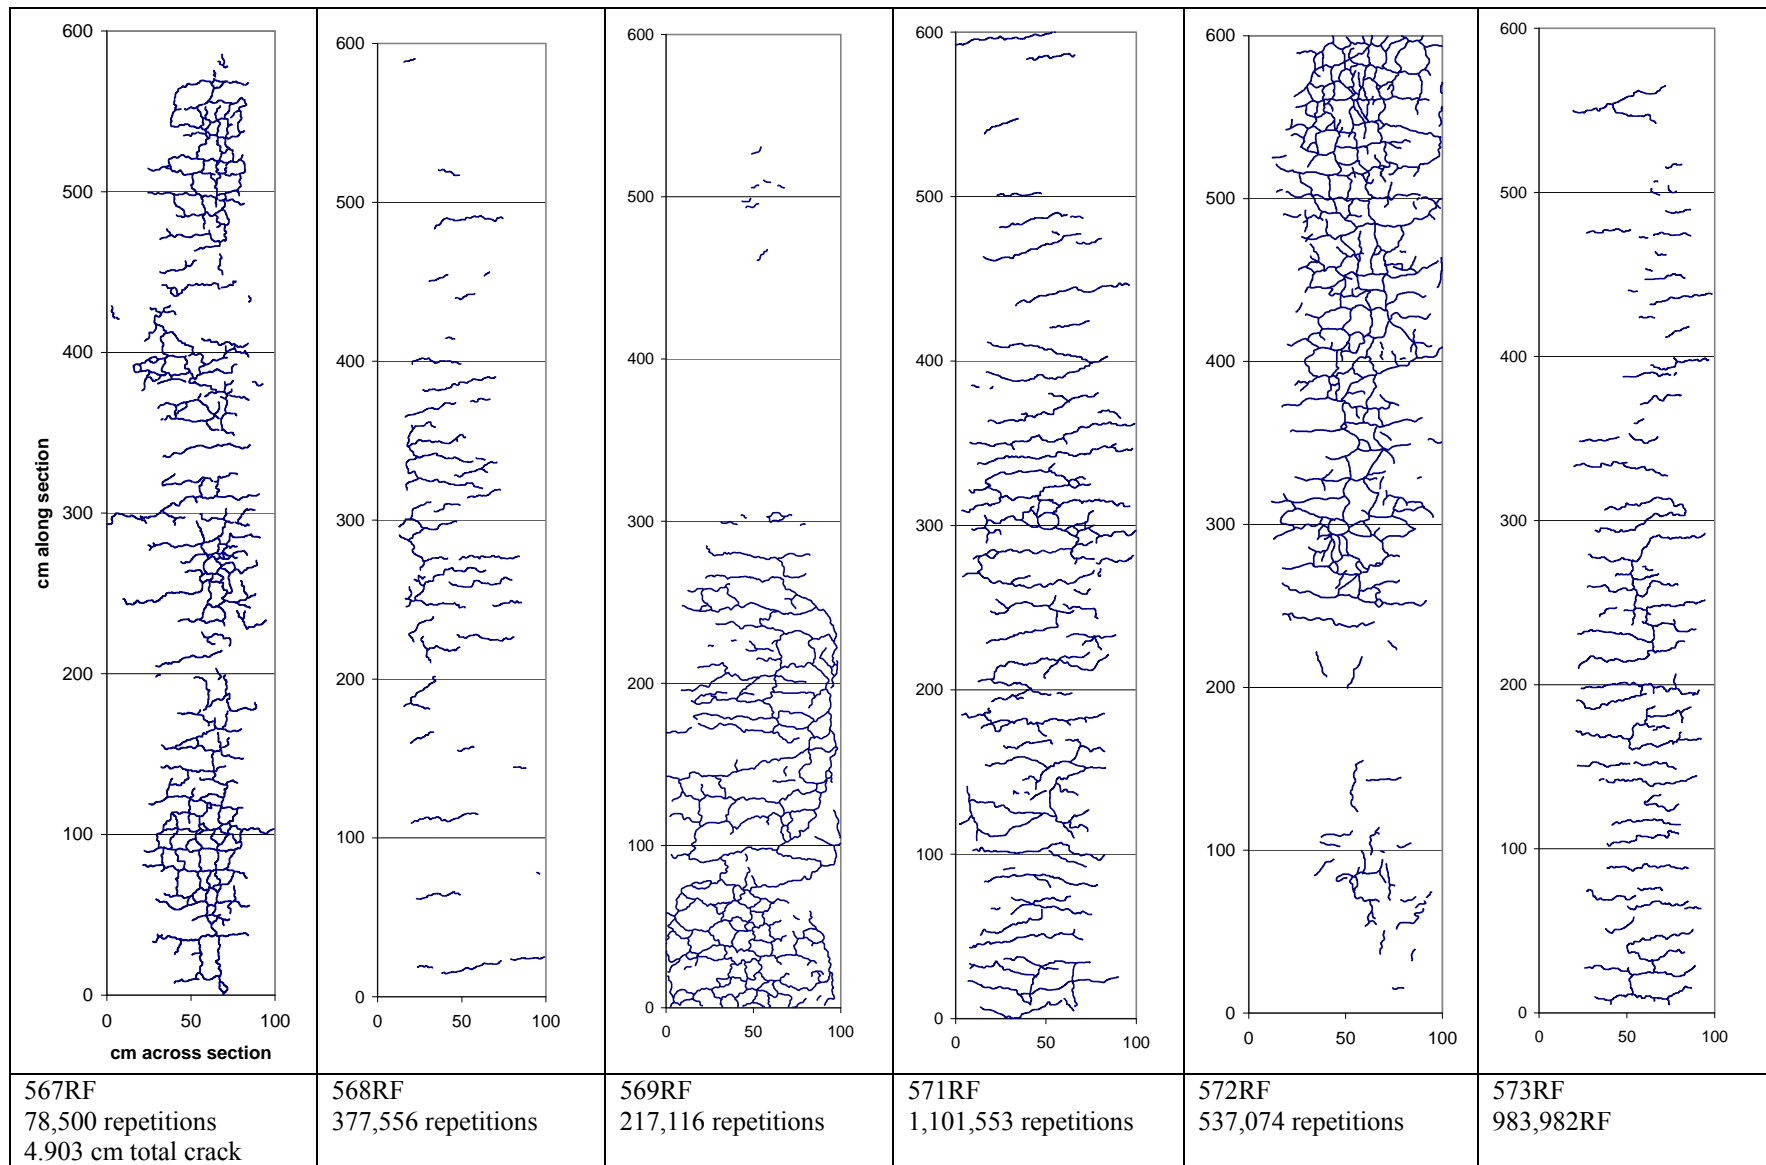 600
500
400
300
200
100
0
0 50 100
cm along section
cm across section
600
500
400
300
200
100
0
0 50 100
600
500
400
300
200
100
0
0 50 100
600
500
400
300
200
100
0
0 50 100
600
500
400
300
200
100
0
0 50 100
600
500
400
300
200
100
0
0 50 100
567RF
78,500 repetitions
4.903 cm total crack
568RF
377,556 repetitions
569RF
217,116 repetitions
571RF
1,101,553 repetitions
572RF
537,074 repetitions
573RF
983,982RF